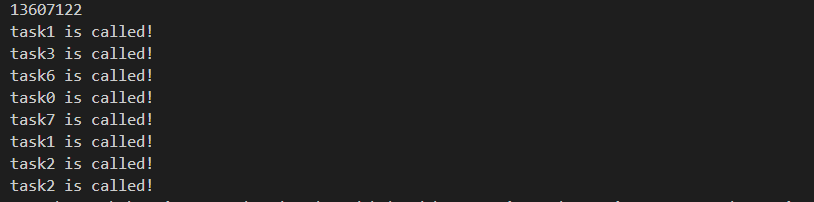 13607122
task1 is called!
task3 is called!
task6 is called!
task0 is called!
task7 is called!
task1 is called!
task2 is called!
task2 is called!